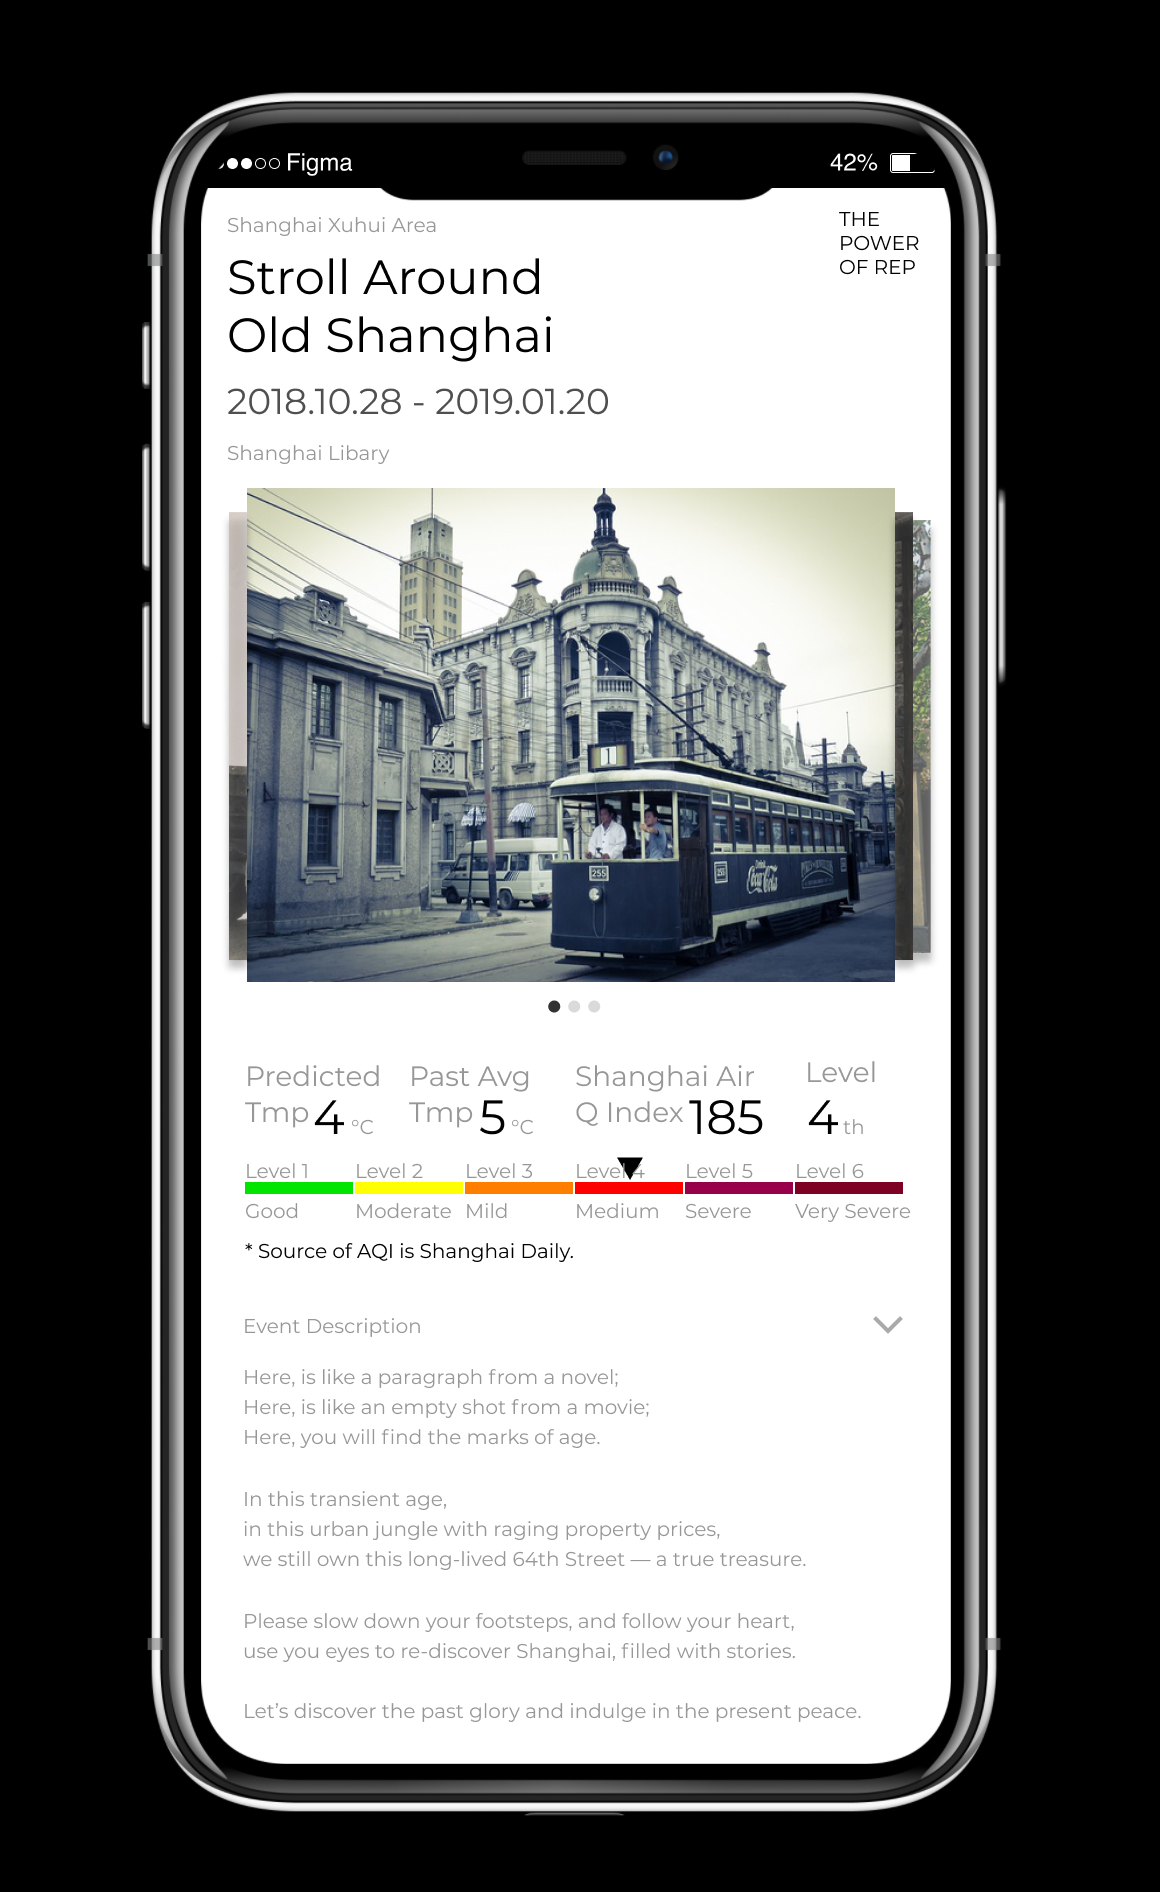 Figma
42%
Shanghai Xuhui Area
THE
POWER
OF REP
Stroll Around
Old Shanghai
2018.10.28 - 2019.01.20
Shanghai Libary
1
255
255
Drink
Coca-Cola
Predicted
Tmp 4 °C
Past Avg
Tmp 5 °C
Shanghai Air
Q Index 185
Level
4 th
Level 1 Level 2 Level 3 Level 4 Level 5 Level 6
Good Moderate Mild Medium Severe Very Severe
* Source of AQI is Shanghai Daily.
Event Description
Here, is like a paragraph from a novel;
Here, is like an empty shot from a movie;
Here, you will find the marks of age.
In this transient age,
in this urban jungle with raging property prices,
we still own this long-lived 64th Street — a true treasure.
Please slow down your footsteps, and follow your heart,
use you eyes to re-discover Shanghai, filled with stories.
Let’s discover the past glory and indulge in the present peace.